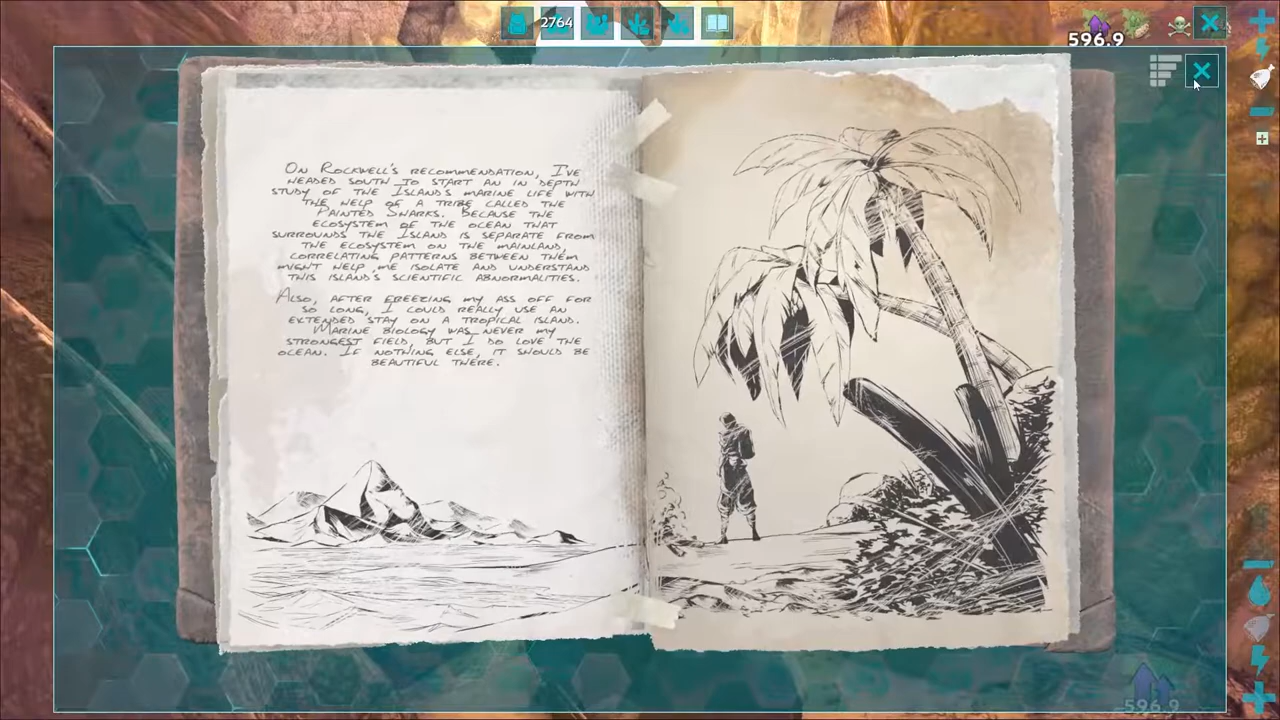 2764
596.9
On Rockwell's recommendation, I've
headed south to start an in depth
study of the Island's marine life with
the help of a tribe called the
Painted Sharks. Because the
ecosystem of the ocean that
surrounds the Island is separate from
the ecosystem on the mainland,
correlating patterns between them
might help me isolate and understand
this island's scientific abnormalities.
Also, after freezing my ass off for
so long, I could really use an
extended stay on a tropical island.
Marine biology was never my
strongest field, but I do love the
ocean. If nothing else, it should be
beautiful there.
596.9